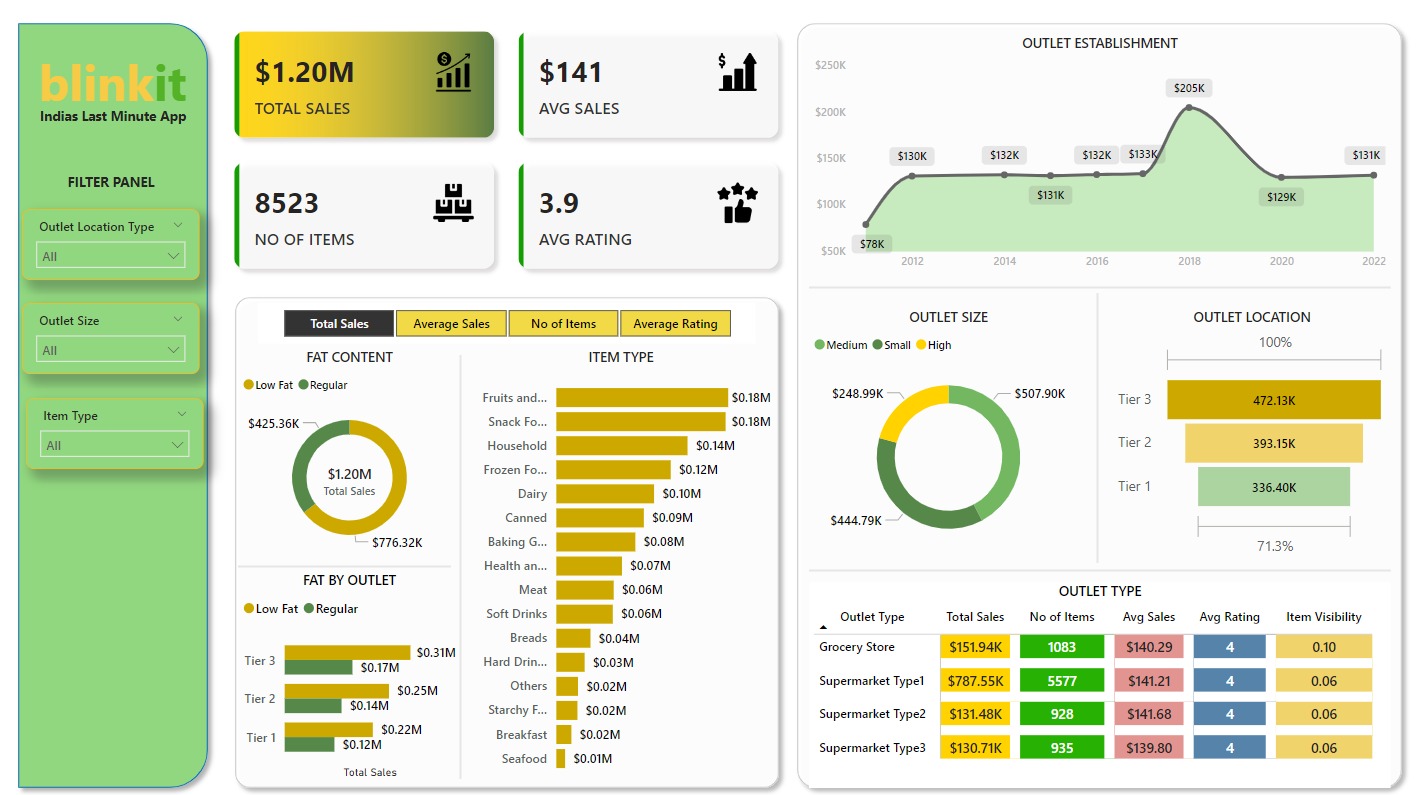 blinkit
Indias Last Minute App
FILTER PANEL
Outlet Location Type
All
Outlet Size
All
Item Type
All
$1.20M
TOTAL SALES
$141
AVG SALES
8523
NO OF ITEMS
3.9
AVG RATING
Total Sales Average Sales No of Items Average Rating
FAT CONTENT
Low Fat Regular
$425.36K
$1.20M
Total Sales
$776.32K
FAT BY OUTLET
Low Fat Regular
Tier 3 $0.31M
$0.17M
Tier 2 $0.25M
$0.14M
Tier 1 $0.22M
$0.12M
Total Sales
ITEM TYPE
Fruits and... $0.18M
Snack Fo... $0.18M
Household $0.14M
Frozen Fo... $0.12M
Dairy $0.10M
Canned $0.09M
Baking G... $0.08M
Health an... $0.07M
Meat $0.06M
Soft Drinks $0.06M
Breads $0.04M
Hard Drin... $0.03M
Others $0.02M
Starchy F... $0.02M
Breakfast $0.02M
Seafood $0.01M
OUTLET ESTABLISHMENT
$250K
$200K
$150K
$100K
$50K
$78K
$130K
$132K
$131K
$132K
$133K
$205K
$129K
$131K
2012 2014 2016 2018 2020 2022
OUTLET SIZE
Medium Small High
$248.99K
$507.90K
$444.79K
OUTLET LOCATION
100%
Tier 3 472.13K
Tier 2 393.15K
Tier 1 336.40K
71.3%
OUTLET TYPE
Outlet Type Total Sales No of Items Avg Sales Avg Rating Item Visibility
Grocery Store $151.94K 1083 $140.29 4 0.10
Supermarket Type1 $787.55K 5577 $141.21 4 0.06
Supermarket Type2 $131.48K 928 $141.68 4 0.06
Supermarket Type3 $130.71K 935 $139.80 4 0.06